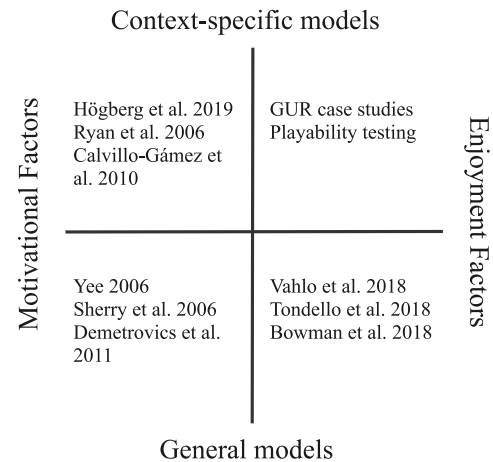 Context-specific models
Motivational Factors
Högberg et al. 2019
Ryan et al. 2006
Calvillo-Gámez et
al. 2010
GUR case studies
Playability testing
Enjoyment Factors
Yee 2006
Sherry et al. 2006
Demetrovics et al.
2011
Vahlo et al. 2018
Tondello et al. 2018
Bowman et al. 2018
General models